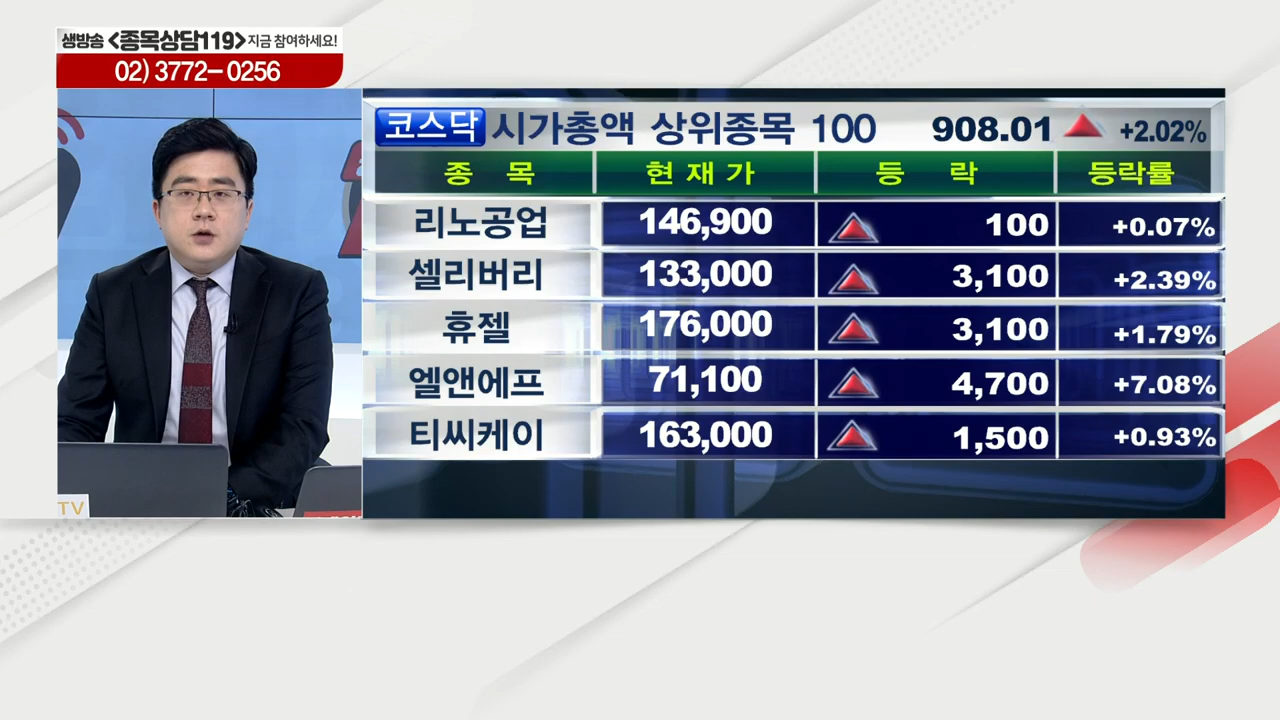 생방송 <종목상담119> 지금 참여하세요!
02) 3772-0256
코스닥 시가총액 상위종목 100 908.01 +2.02%
종 목 현 재 가 등 락 등락률
리노공업 146,900 100 +0.07%
셀리버리 133,000 3,100 +2.39%
휴젤 176,000 3,100 +1.79%
엘앤에프 71,100 4,700 +7.08%
티씨케이 163,000 1,500 +0.93%
TV